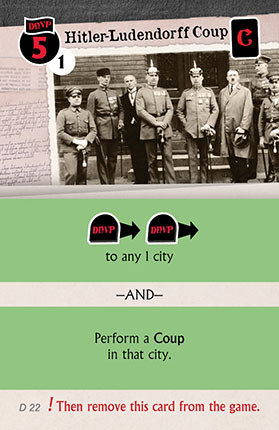 DNVP
5
Hitler-Ludendorff Coup
C
1
DNVP DNVP
to any 1 city
–AND–
Perform a Coup
in that city.
D 22 ! Then remove this card from the game.